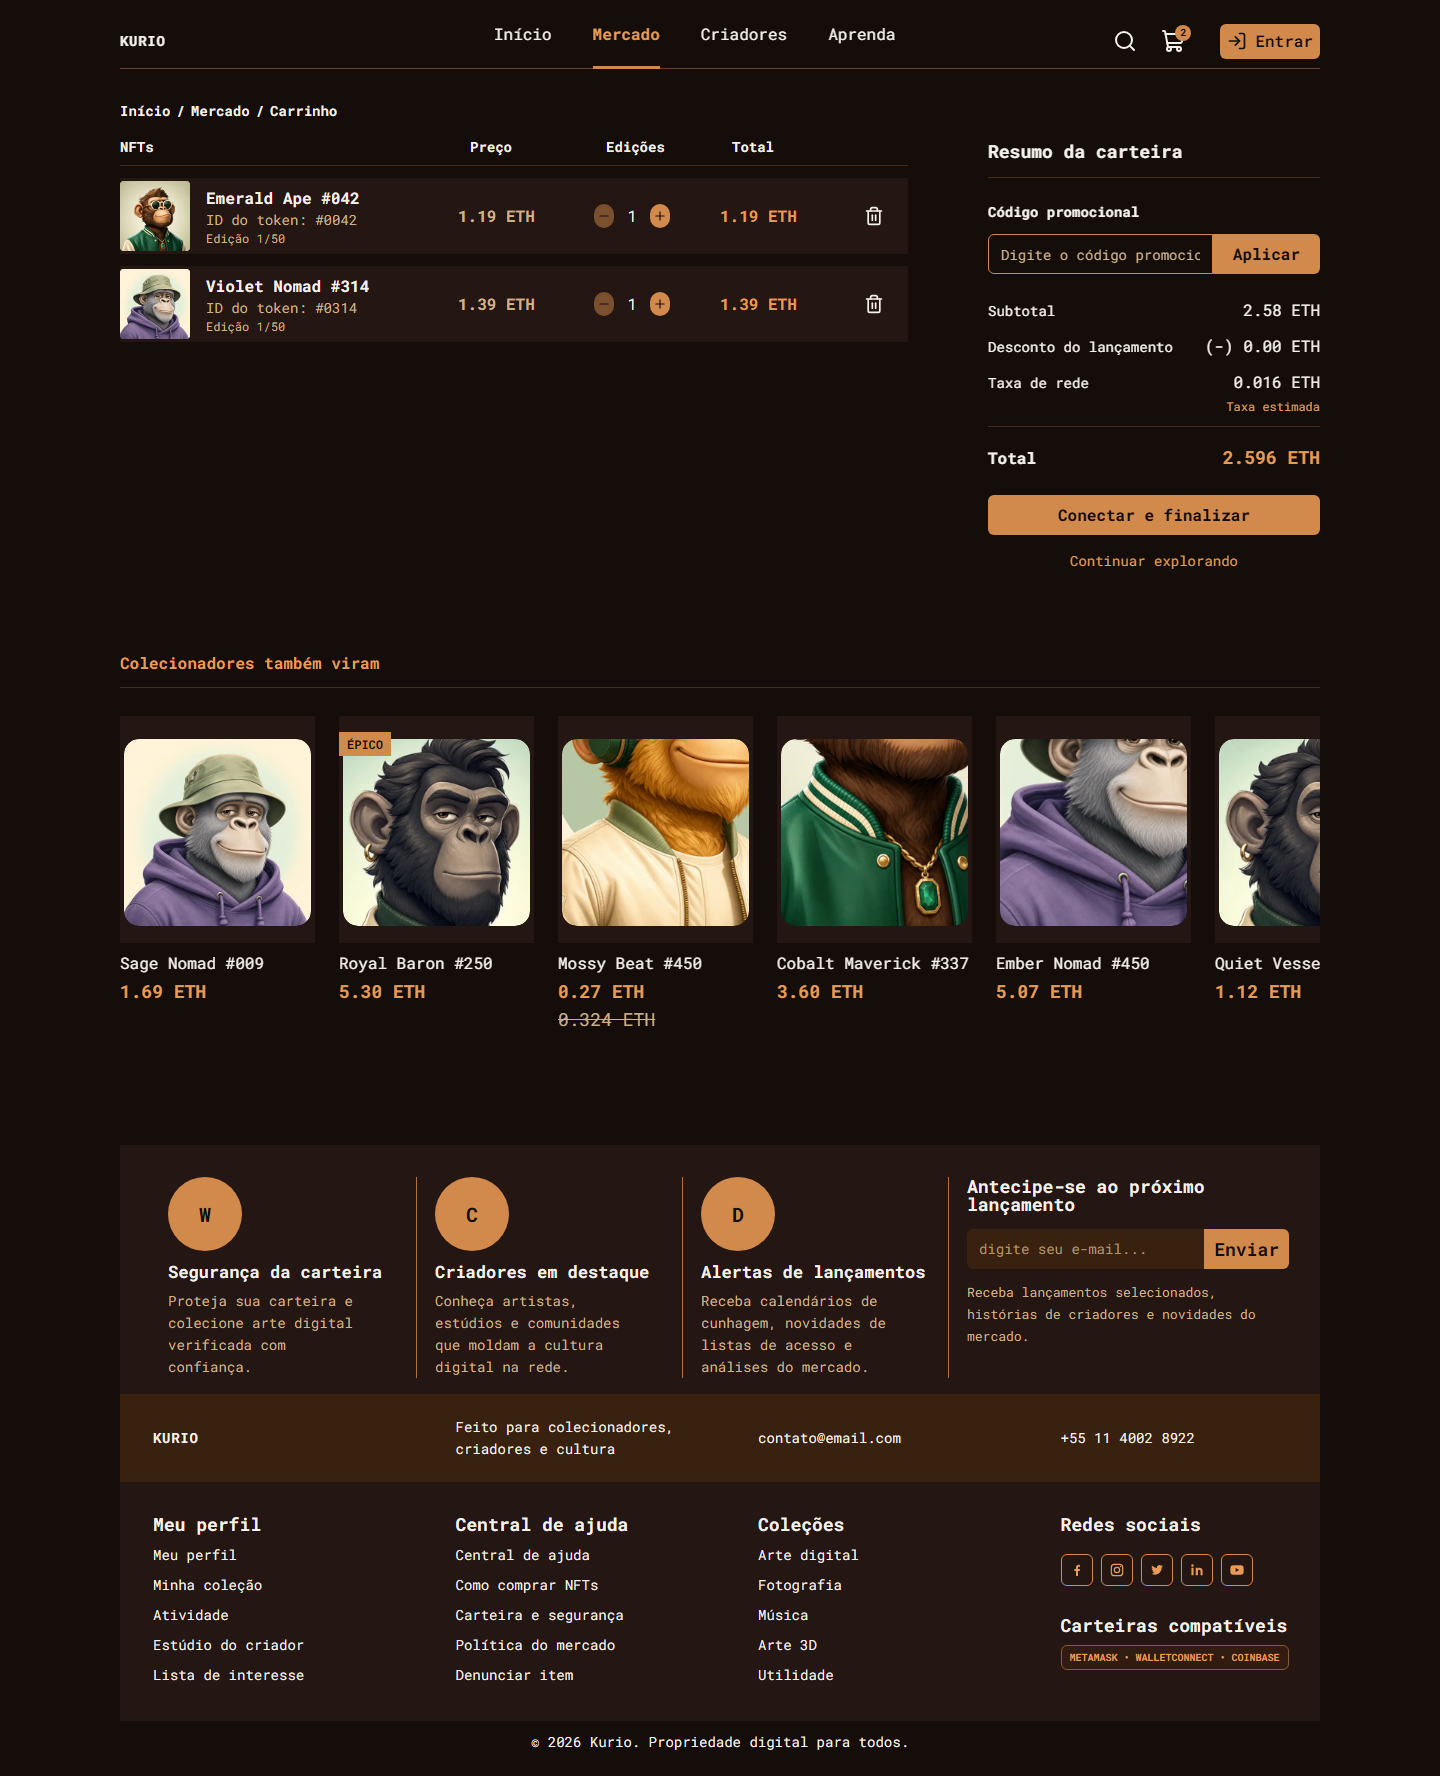 KURIO
Início
Mercado
Criadores
Aprenda
2
Entrar
Início / Mercado / Carrinho
NFTs
Preço
Edições
Total
Emerald Ape #042
ID do token: #0042
Edição 1/50
1.19 ETH
1
1.19 ETH
Violet Nomad #314
ID do token: #0314
Edição 1/50
1.39 ETH
1
1.39 ETH
Resumo da carteira
Código promocional
Digite o código promocic
Aplicar
Subtotal
2.58 ETH
Desconto do lançamento
(-) 0.00 ETH
Taxa de rede
0.016 ETH
Taxa estimada
Total
2.596 ETH
Conectar e finalizar
Continuar explorando
Colecionadores também viram
Sage Nomad #009
1.69 ETH
ÉPICO
Royal Baron #250
5.30 ETH
Mossy Beat #450
0.27 ETH
0.324 ETH
Cobalt Maverick #337
3.60 ETH
Ember Nomad #450
5.07 ETH
Quiet Vesse
1.12 ETH
W
Segurança da carteira
Proteja sua carteira e
colecione arte digital
verificada com
confiança.
C
Criadores em destaque
Conheça artistas,
estúdios e comunidades
que moldam a cultura
digital na rede.
D
Alertas de lançamentos
Receba calendários de
cunhagem, novidades de
listas de acesso e
análises do mercado.
Antecipe-se ao próximo
lançamento
digite seu e-mail...
Enviar
Receba lançamentos selecionados,
histórias de criadores e novidades do
mercado.
KURIO
Feito para colecionadores,
criadores e cultura
contato@email.com
+55 11 4002 8922
Meu perfil
Meu perfil
Minha coleção
Atividade
Estúdio do criador
Lista de interesse
Central de ajuda
Central de ajuda
Como comprar NFTs
Carteira e segurança
Política do mercado
Denunciar item
Coleções
Arte digital
Fotografia
Música
Arte 3D
Utilidade
Redes sociais
Carteiras compatíveis
METAMASK • WALLETCONNECT • COINBASE
© 2026 Kurio. Propriedade digital para todos.